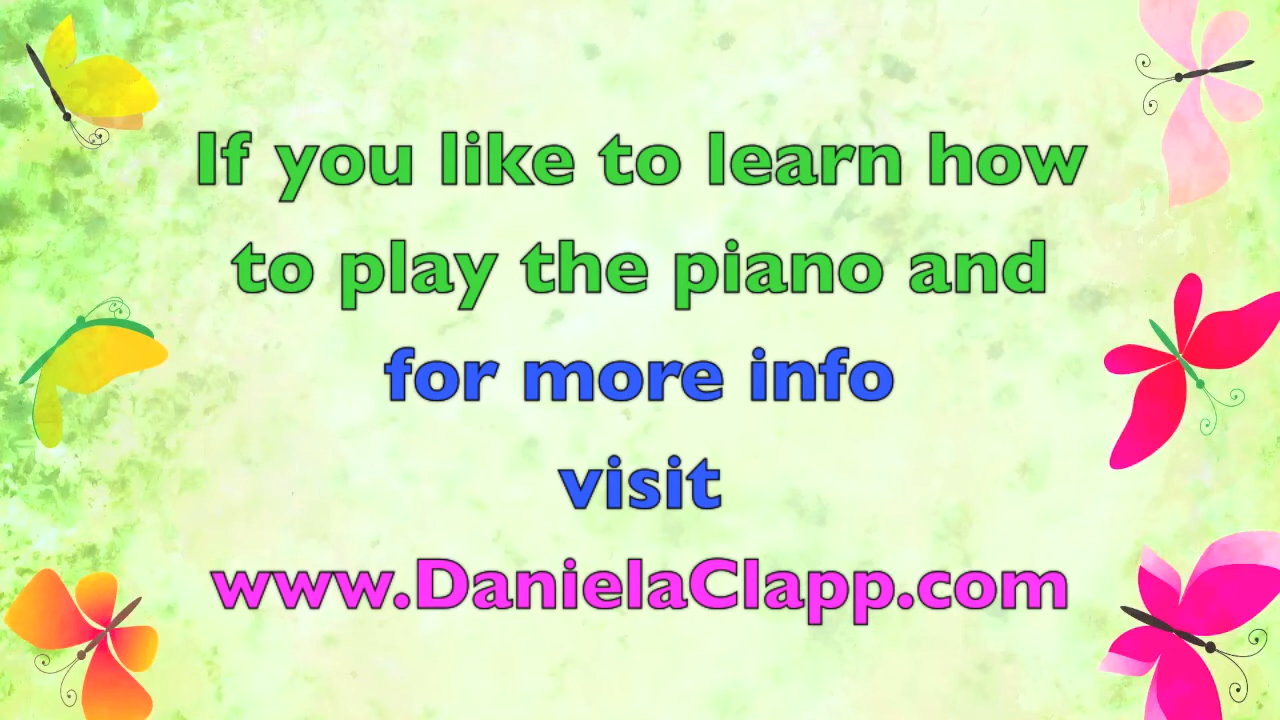 If you like to learn how
to play the piano and
for more info
visit
www.DanielaClapp.com